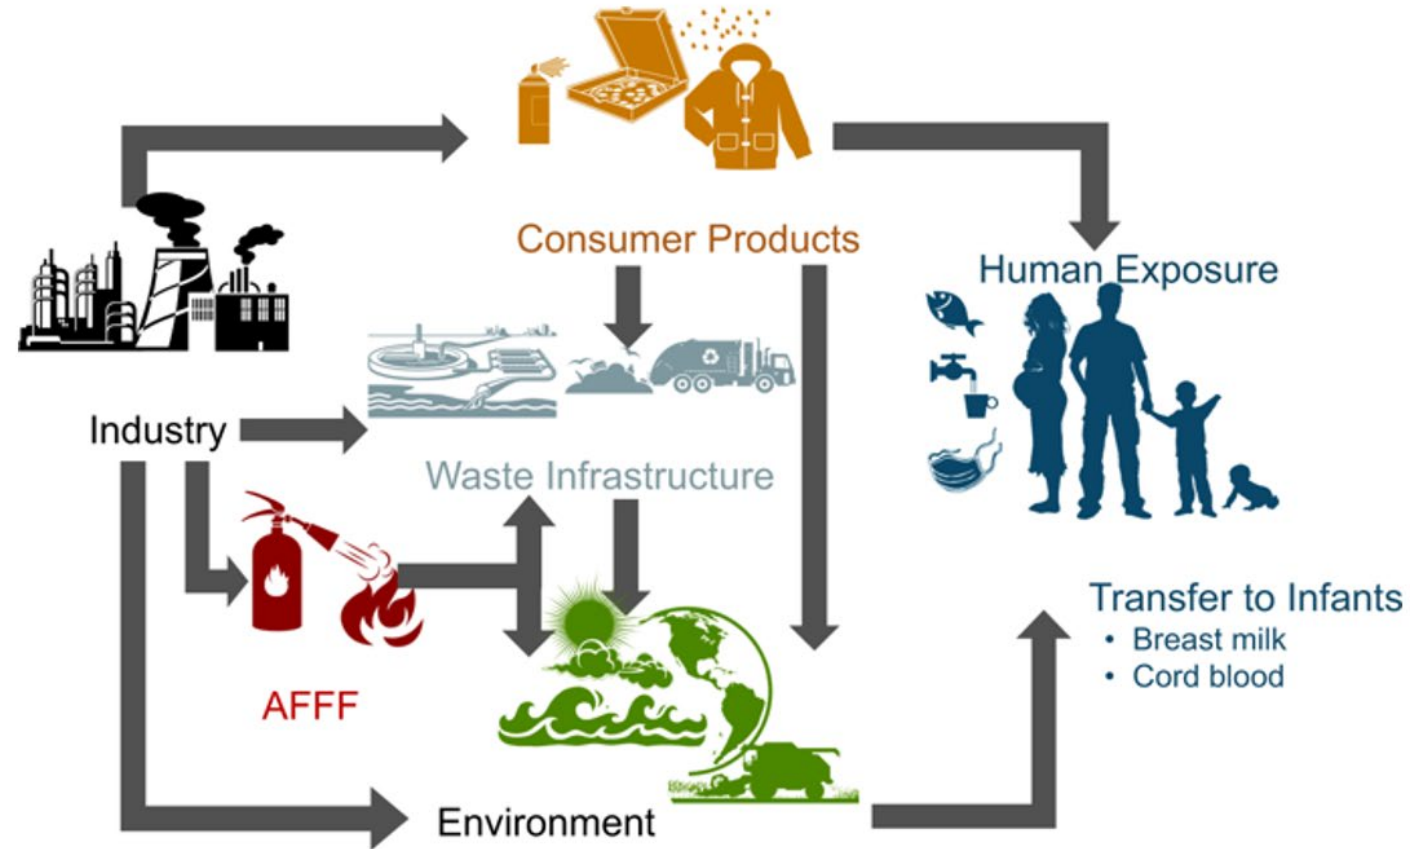 Consumer Products
Human Exposure
Industry
Waste Infrastructure
Transfer to Infants
• Breast milk
• Cord blood
AFFF
Environment